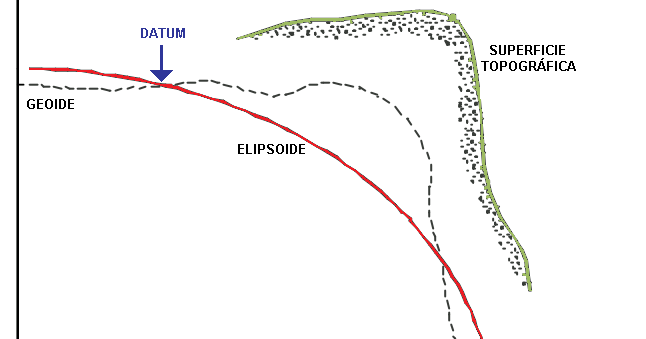 DATUM
SUPERFICIE
TOPOGRÁFICA
GEOIDE
ELIPSOIDE